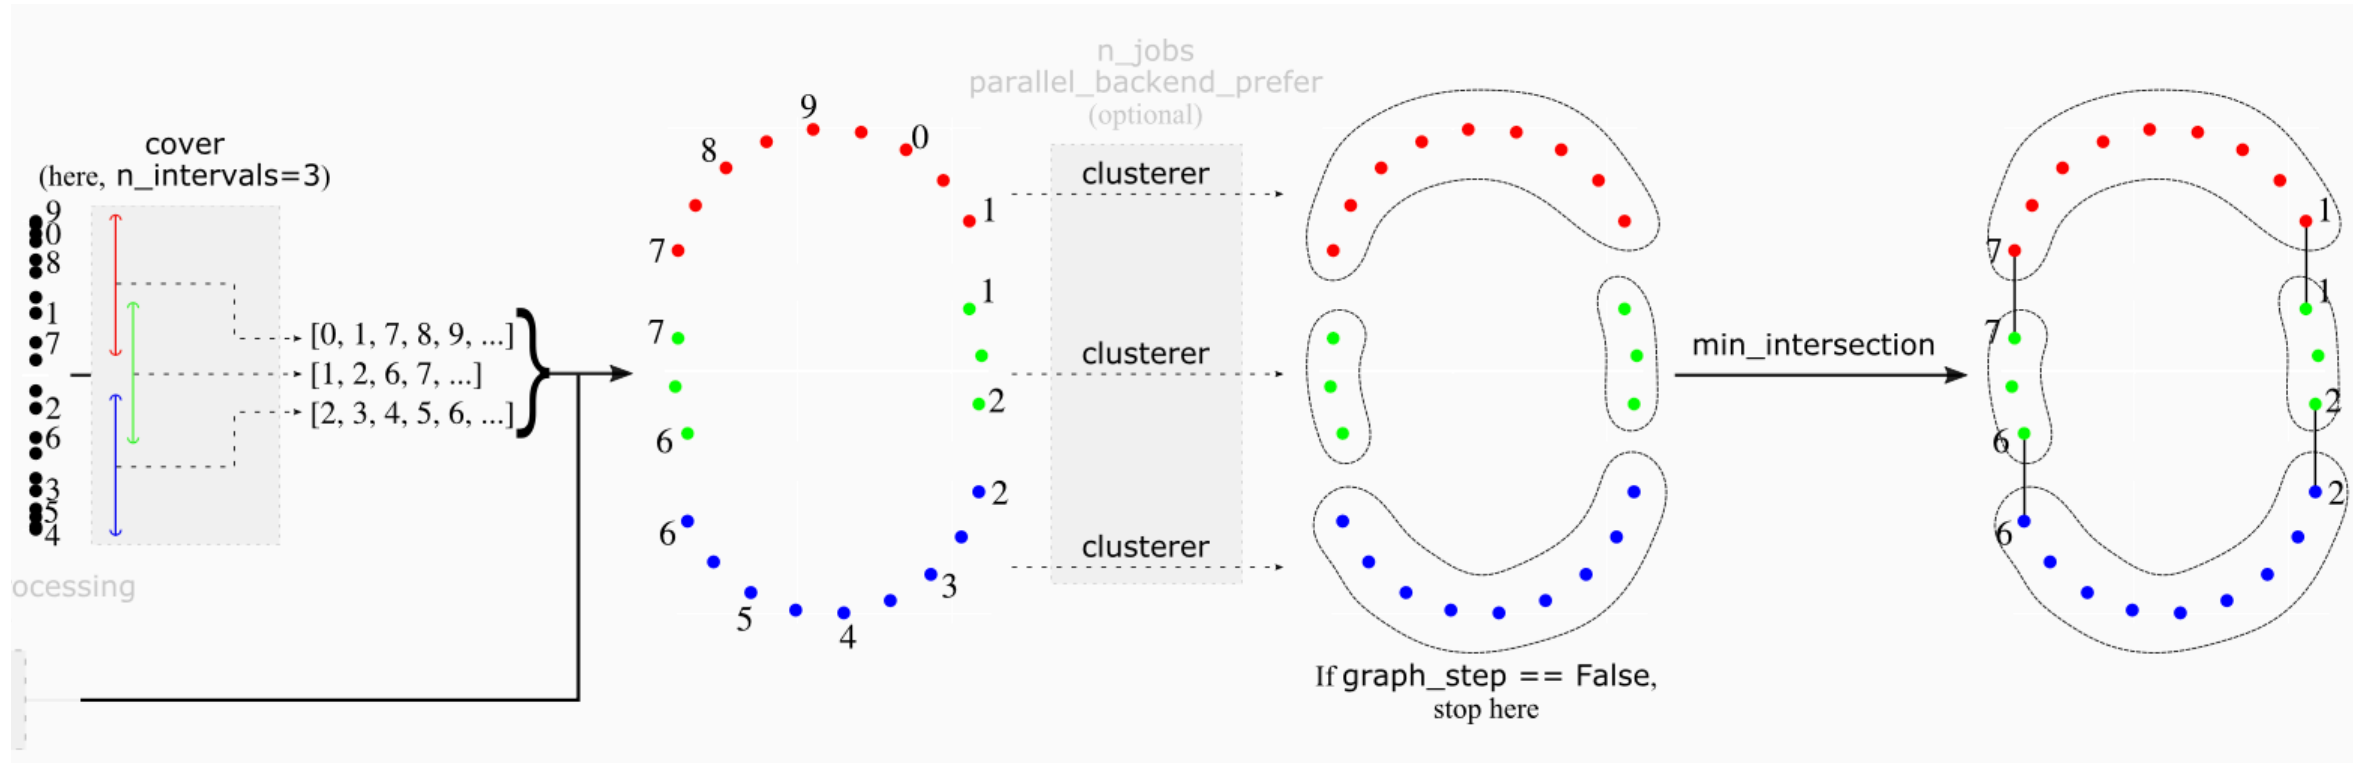 cover
(here, n_intervals=3)
9
0
8
1
7
2
6
3
5
4
[0, 1, 7, 8, 9, ...]
[1, 2, 6, 7, ...]
[2, 3, 4, 5, 6, ...]
ocessing
9
8
0
7
1
7
1
6
2
6
2
5
4
3
n_jobs
parallel_backend_prefer
(optional)
clusterer
clusterer
clusterer
If graph_step == False,
stop here
min_intersection
7
1
7
1
6
2
6
2